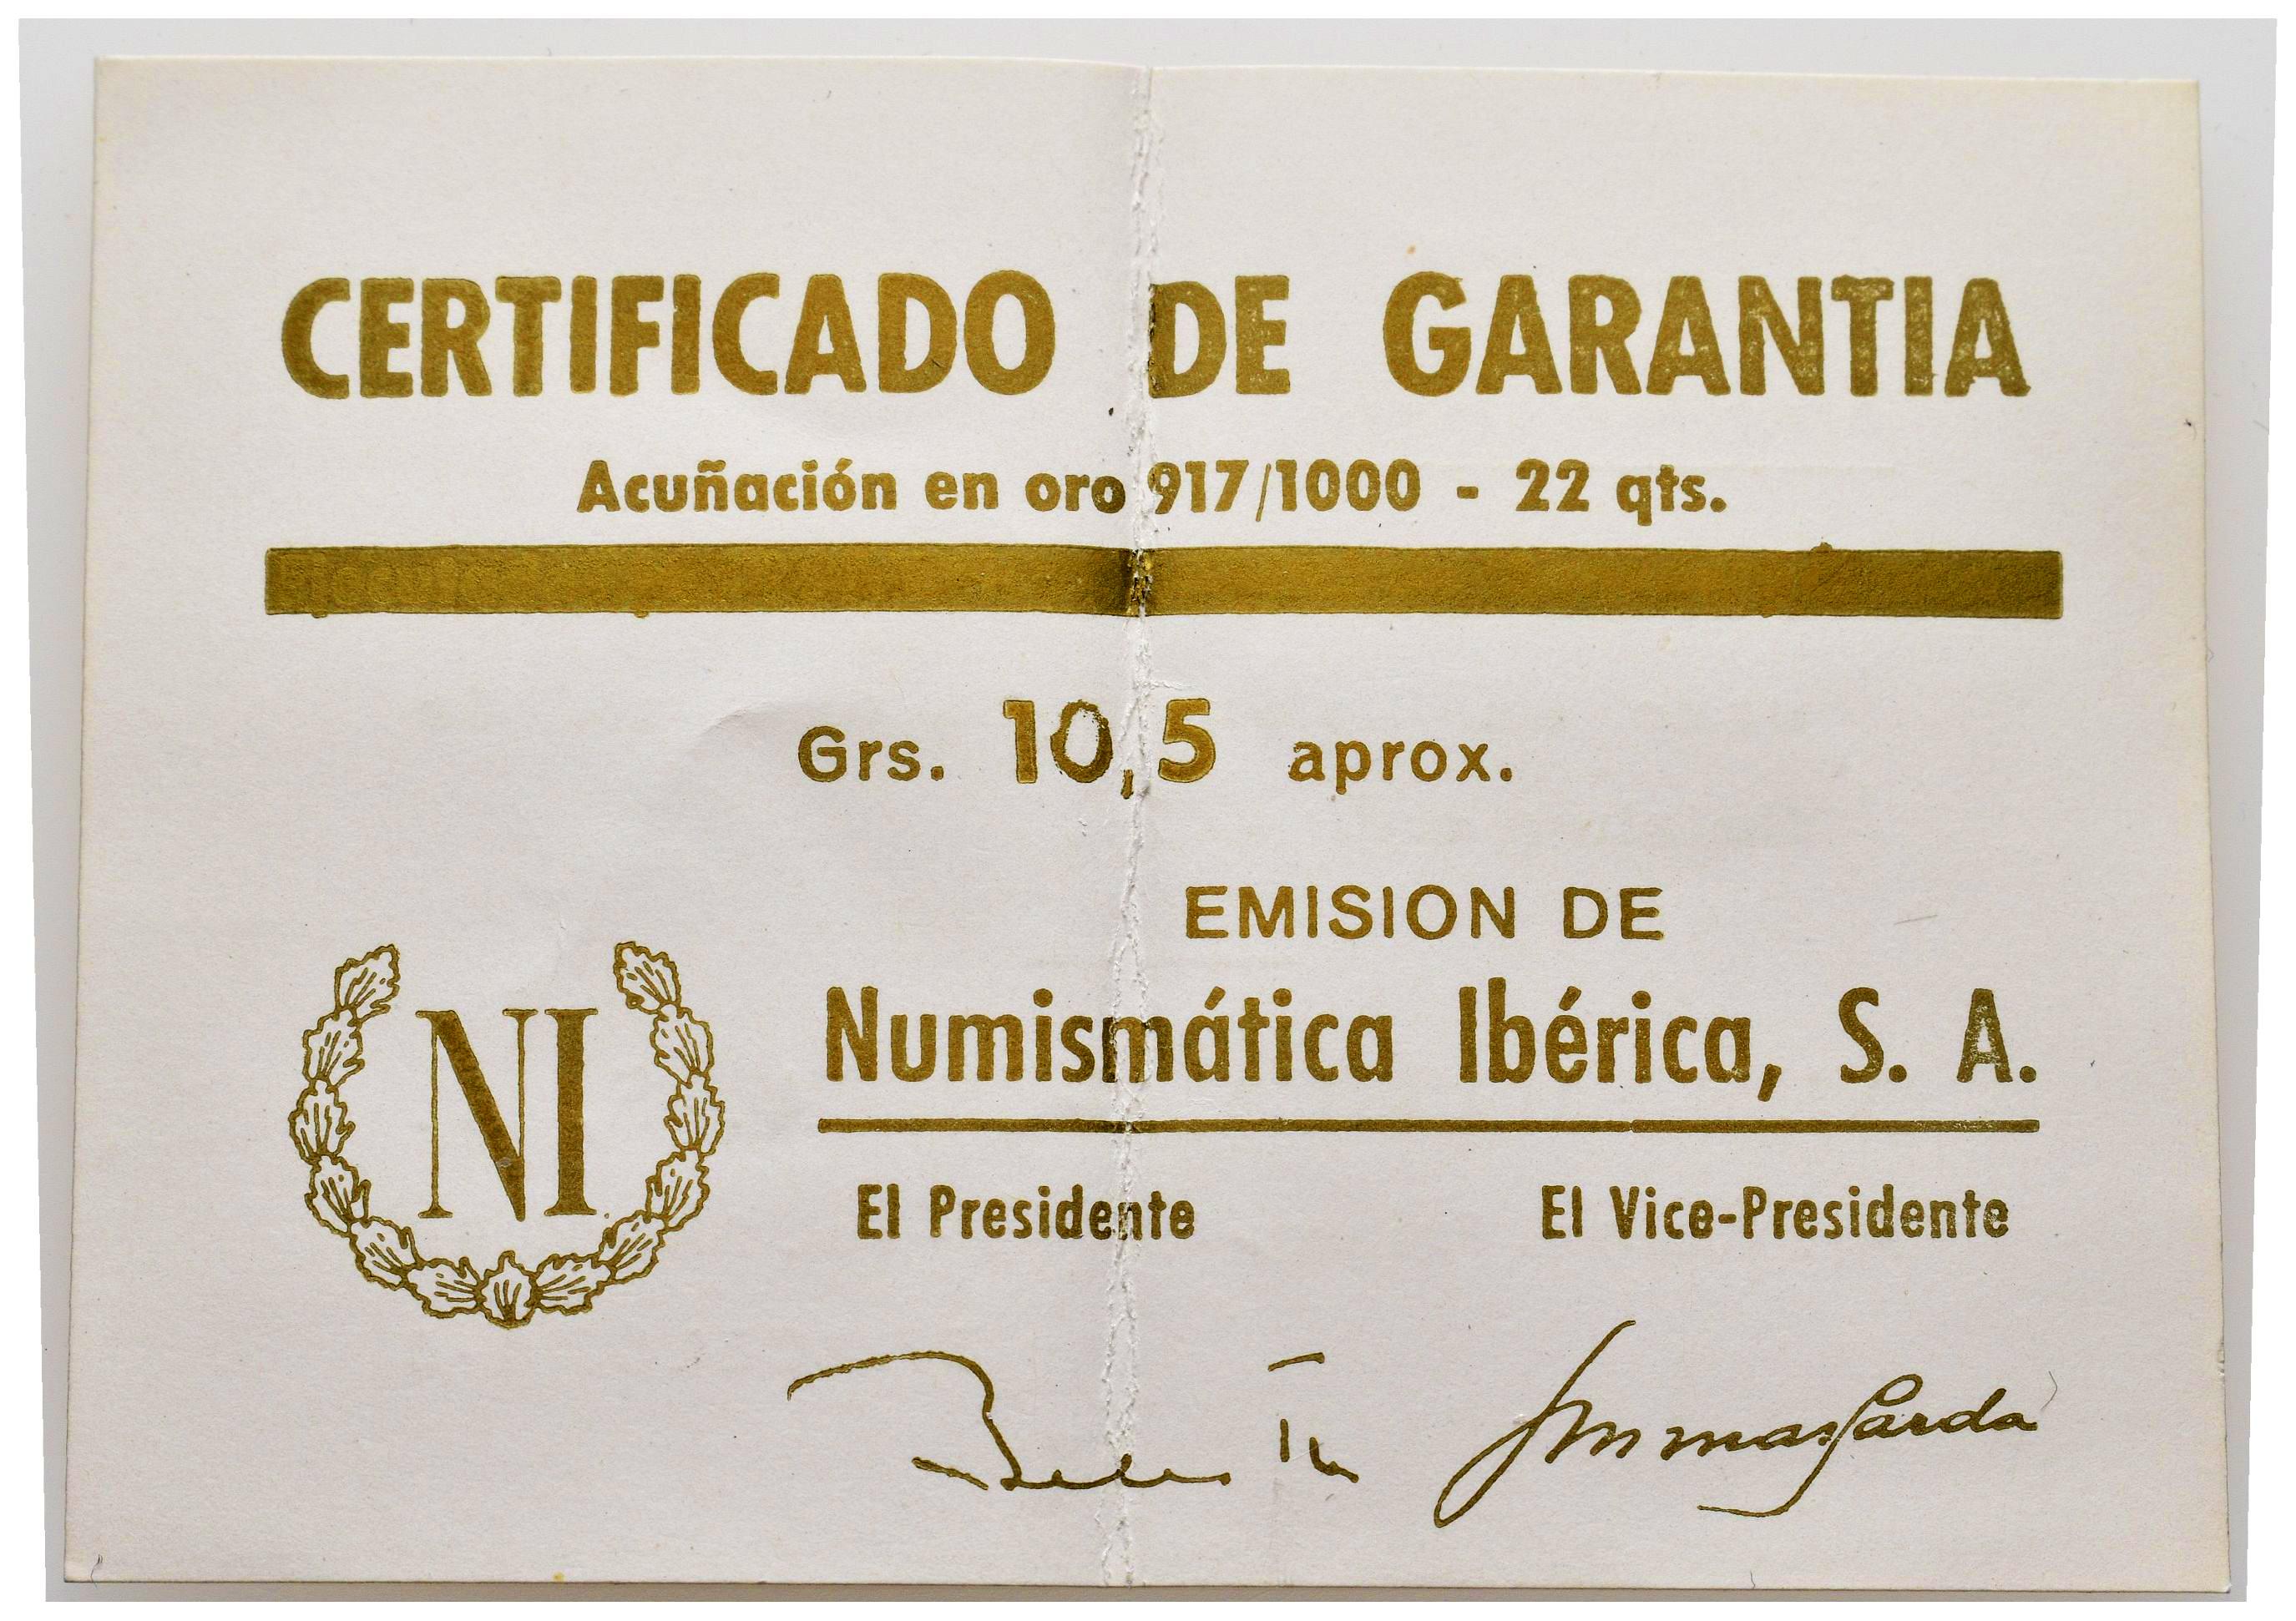 CERTIFICADO DE GARANTIA
Acuñación en oro 917/1000 - 22 qts.
Grs. 10,5 aprox.
EMISION DE
NI
Numismática Ibérica, S. A.
El Presidente El Vice-Presidente